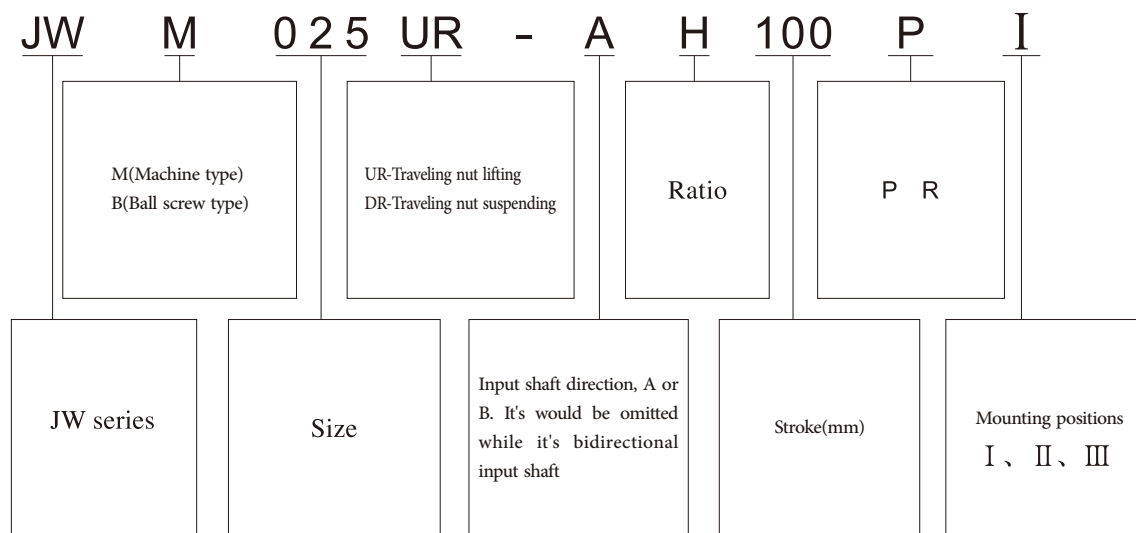 JW M 025 UR - A H 100 P I
M(Machine type)
B(Ball screw type)
UR-Traveling nut lifting
DR-Traveling nut suspending
Ratio
P R
JW series
Size
Input shaft direction, A or
B. It's would be omitted
while it's bidirectional
input shaft
Stroke(mm)
Mounting positions
Ⅰ、Ⅱ、Ⅲ